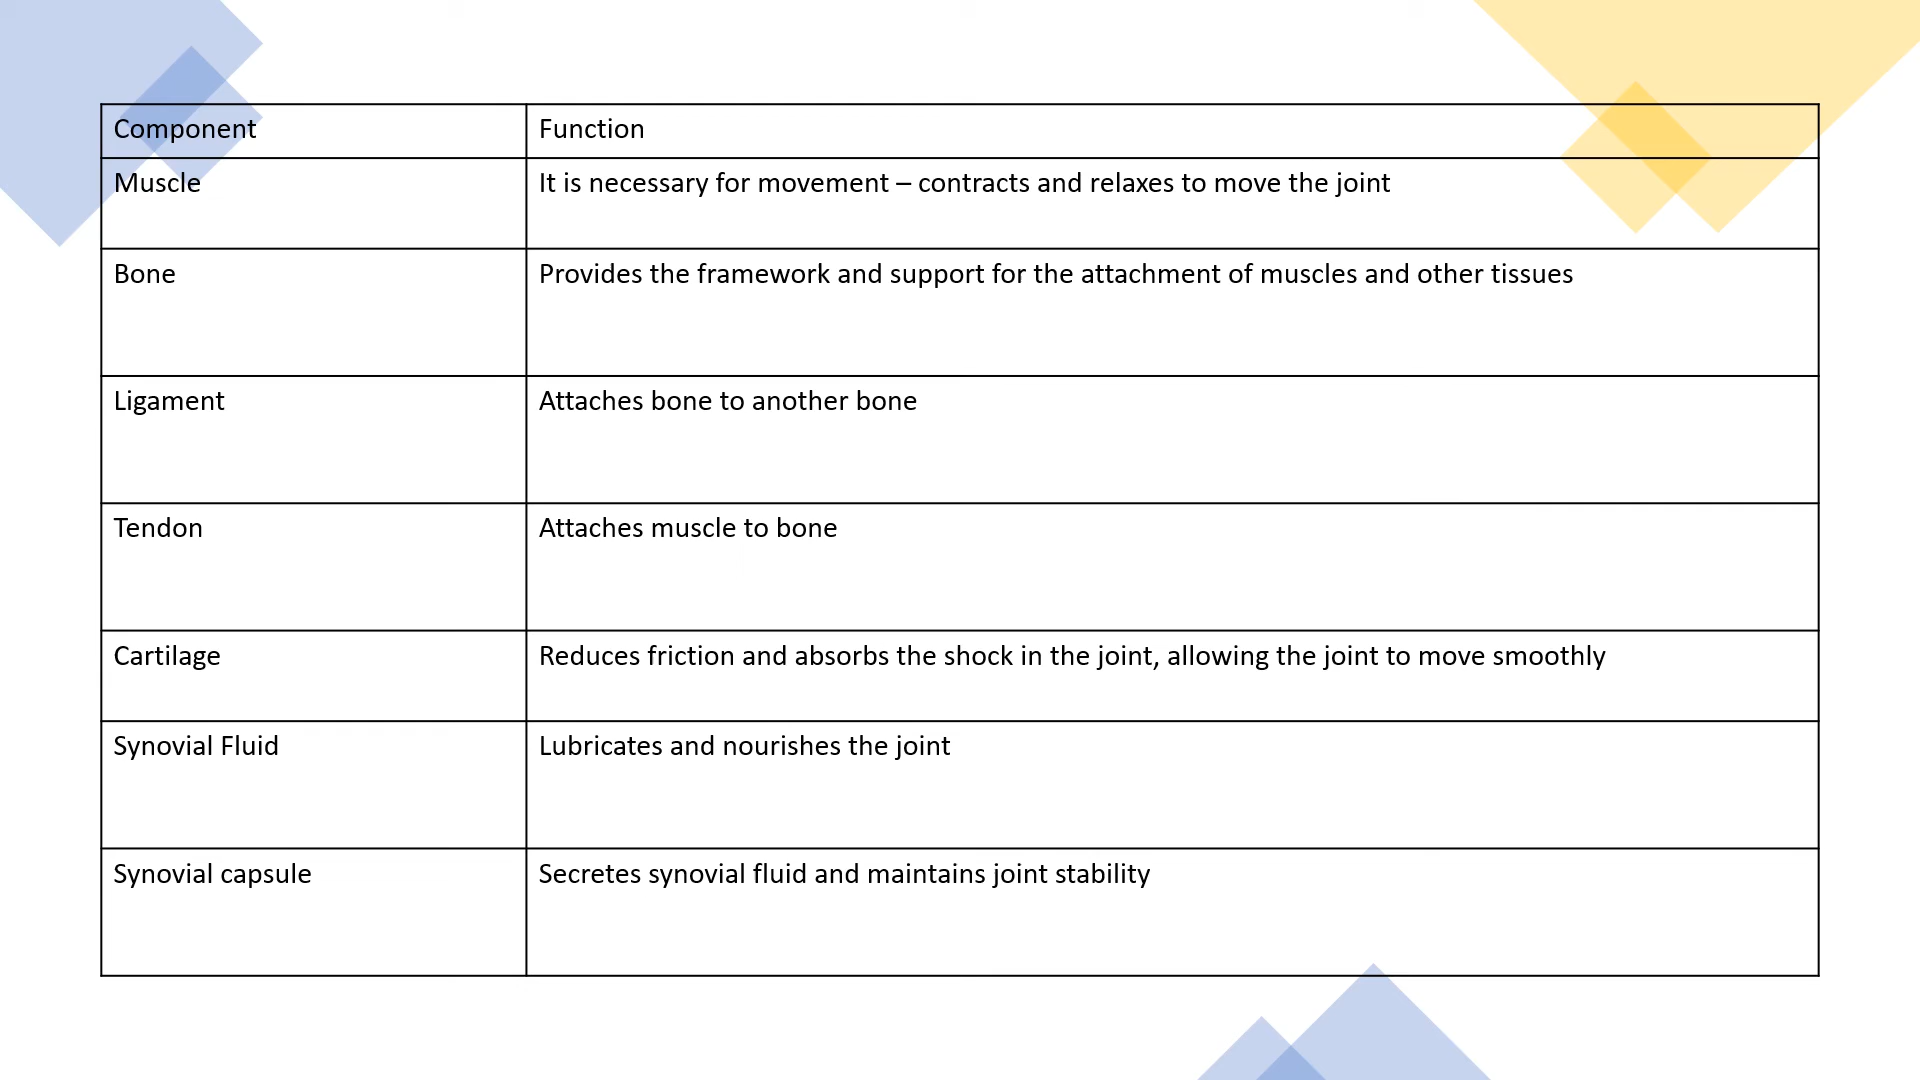 Component
Function
Muscle
It is necessary for movement – contracts and relaxes to move the joint
Bone
Provides the framework and support for the attachment of muscles and other tissues
Ligament
Attaches bone to another bone
Tendon
Attaches muscle to bone
Cartilage
Reduces friction and absorbs the shock in the joint, allowing the joint to move smoothly
Synovial Fluid
Lubricates and nourishes the joint
Synovial capsule
Secretes synovial fluid and maintains joint stability